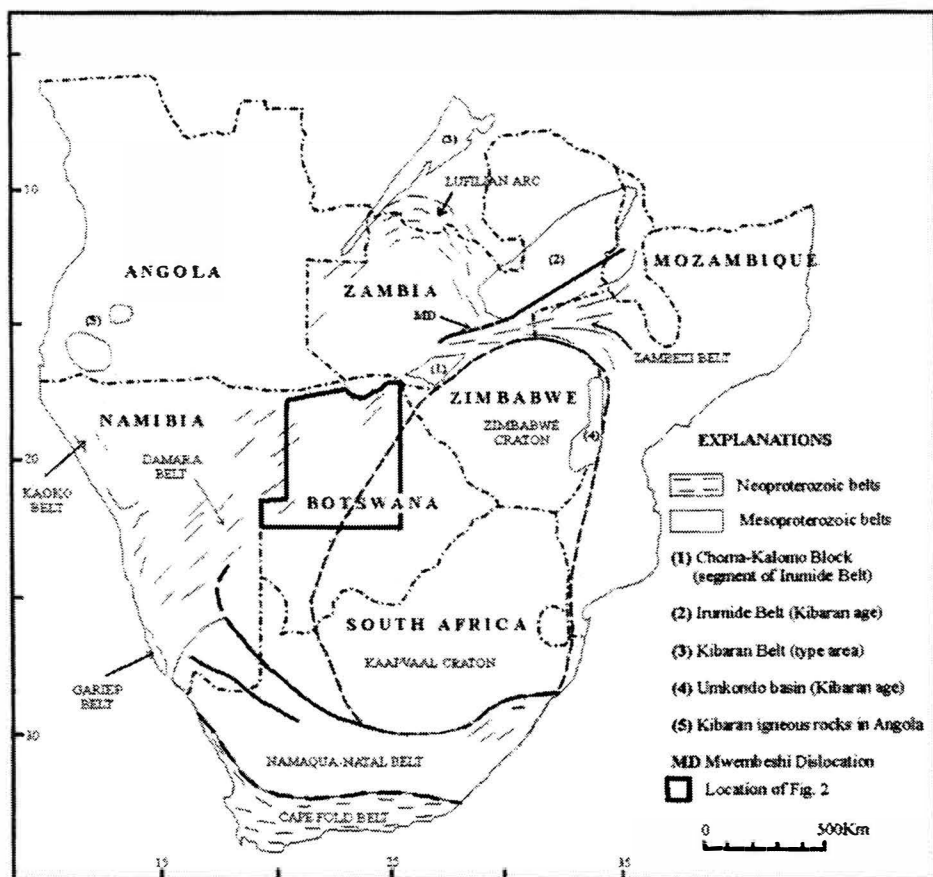 (3)
LUFILIAN ARC
10
ANGOLA
(2)
MOZAMBIQUE
ZAMBIA
MD
(5)
ZAMBEZI BELT
(1)
NAMIBIA
ZIMBABWE
ZIMBABWE
CRATON
(4)
DAMARA
BELT
20
KAOKO
BELT
BOTSWANA
SOUTH AFRICA
KAAPVAAL CRATON
GARIEP
BELT
30
NAMAQUA-NATAL BELT
CAPE FOLD BELT
15
25
35
EXPLANATIONS
Neoproterozoic belts
Mesoproterozoic belts
(1) Choma-Kalomo Block
(segment of Irumide Belt)
(2) Irumide Belt (Kibaran age)
(3) Kibaran Belt (type area)
(4) Umkondo basin (Kibaran age)
(5) Kibaran igneous rocks in Angola
MD Mwembeshi Dislocation
Location of Fig. 2
0 500Km